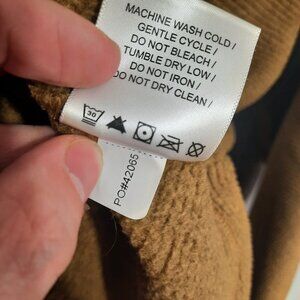 MACHINE WASH COLD/
GENTLE CYCLE/
DO NOT BLEACH/
TUMBLE DRY LOW/
DO NOT IRON/
DO NOT DRY CLEAN/
30
PO#42065